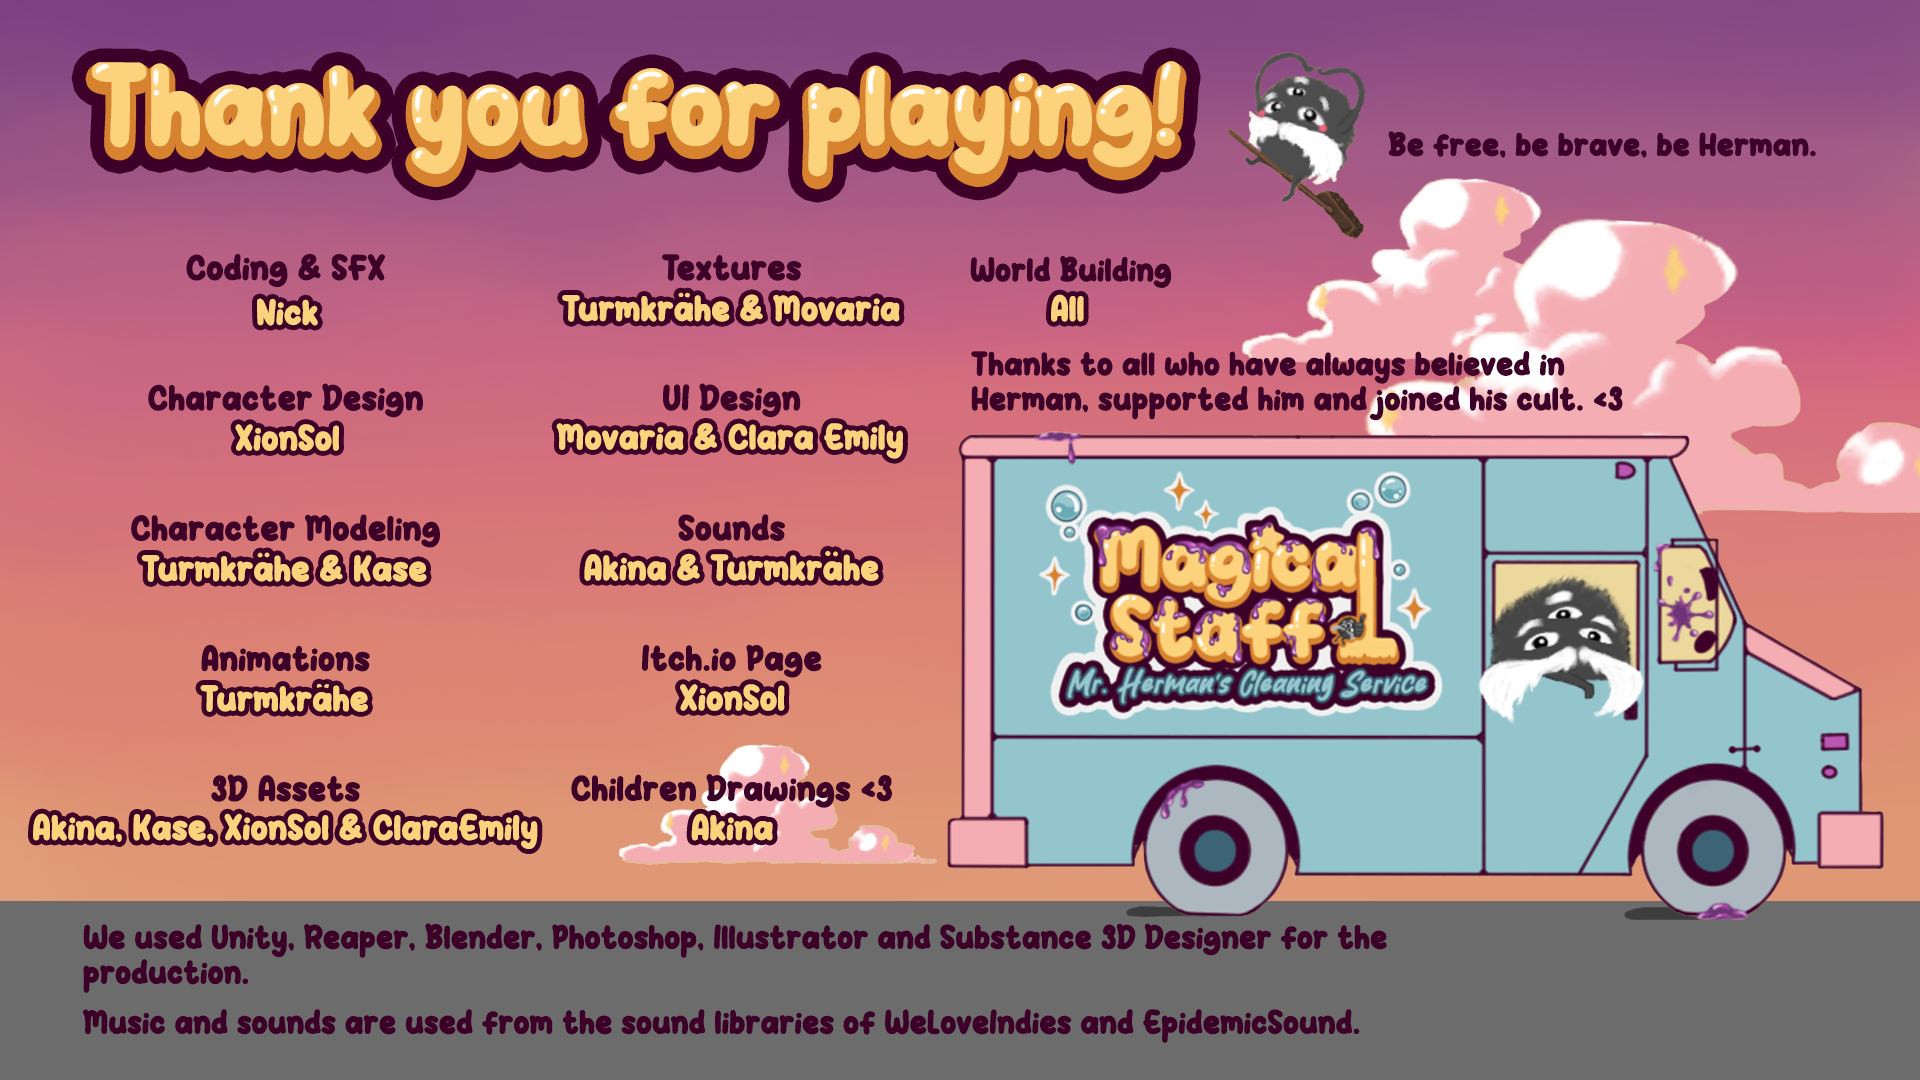 Thank you for playing!
Be free, be brave, be Herman.
Coding & SFX
Nick
Character Design
XionSol
Character Modeling
Turmkrähe & Kase
Animations
Turmkrähe
3D Assets
Akina, Kase, XionSol & ClaraEmily
Textures
Turmkrähe & Movaria
UI Design
Movaria & Clara Emily
Sounds
Akina & Turmkrähe
Itch.io Page
XionSol
Children Drawings <3
Akina
World Building
All
Thanks to all who have always believed in
Herman, supported him and joined his cult. <3
Magical
Staff
Mr. Herman's Cleaning Service
We used Unity, Reaper, Blender, Photoshop, Illustrator and Substance 3D Designer for the
production.
Music and sounds are used from the sound libraries of WeLoveIndies and EpidemicSound.